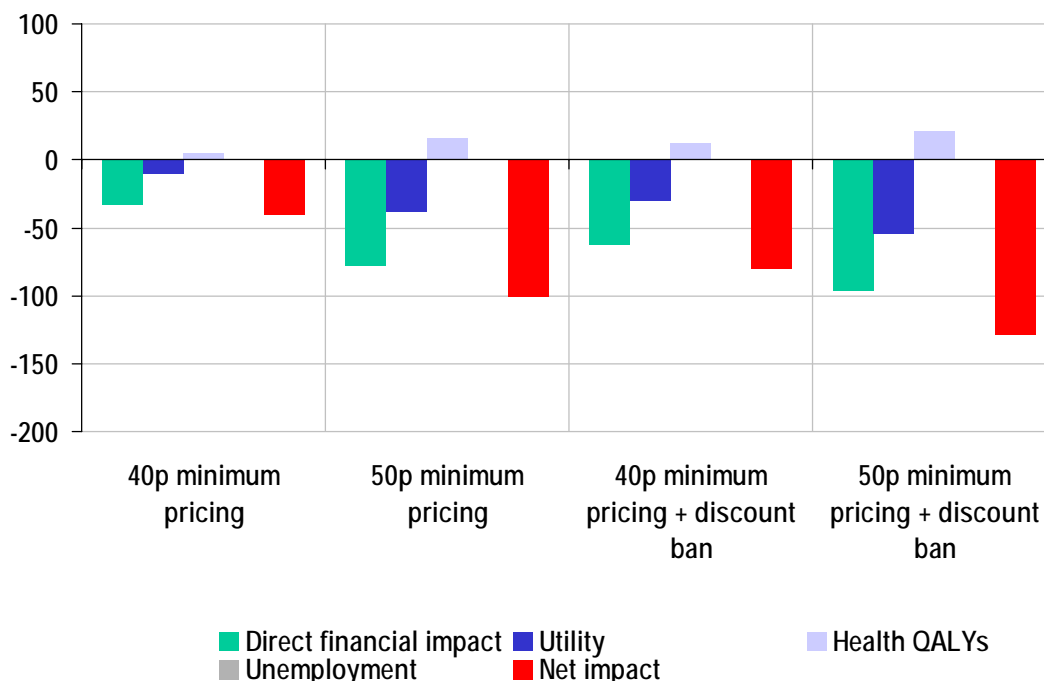 100
50
0
-50
-100
-150
-200
40p minimum pricing
50p minimum pricing
40p minimum pricing + discount ban
50p minimum pricing + discount ban
Direct financial impact
Utility
Health QALYs
Unemployment
Net impact